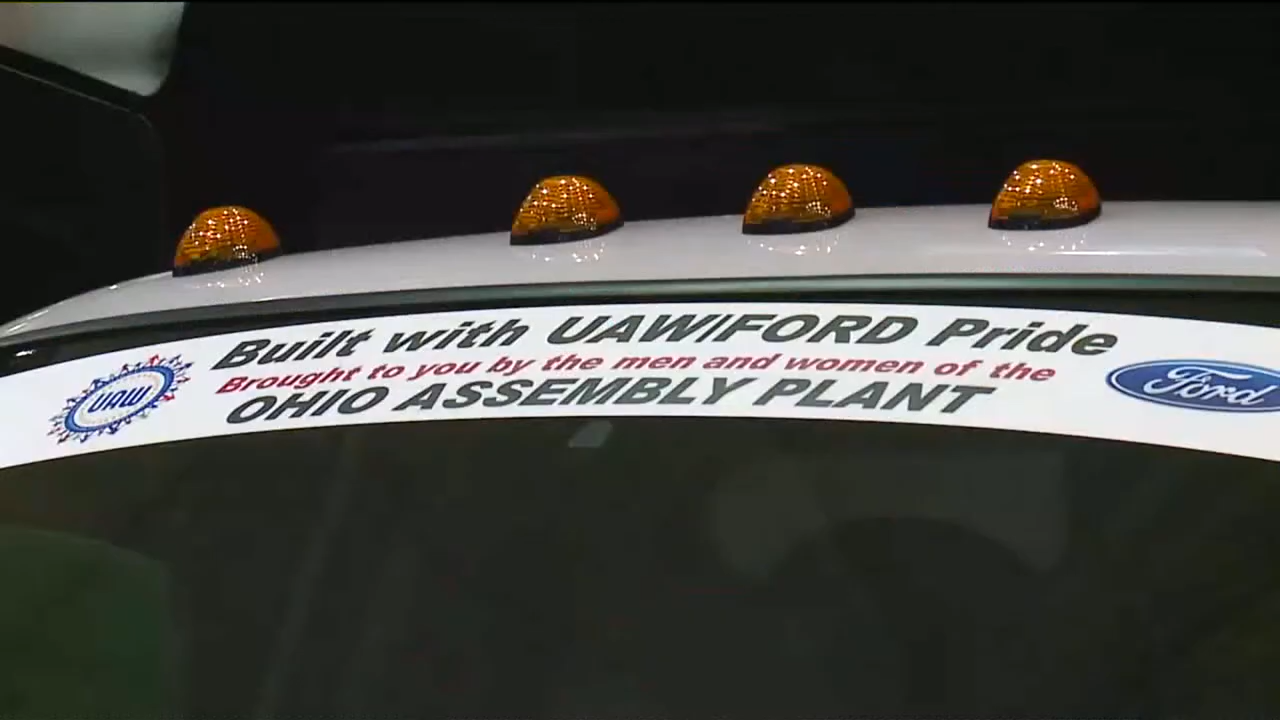 Built with UAW/FORD Pride
Brought to you by the men and women of the
OHIO ASSEMBLY PLANT
UAW
Ford